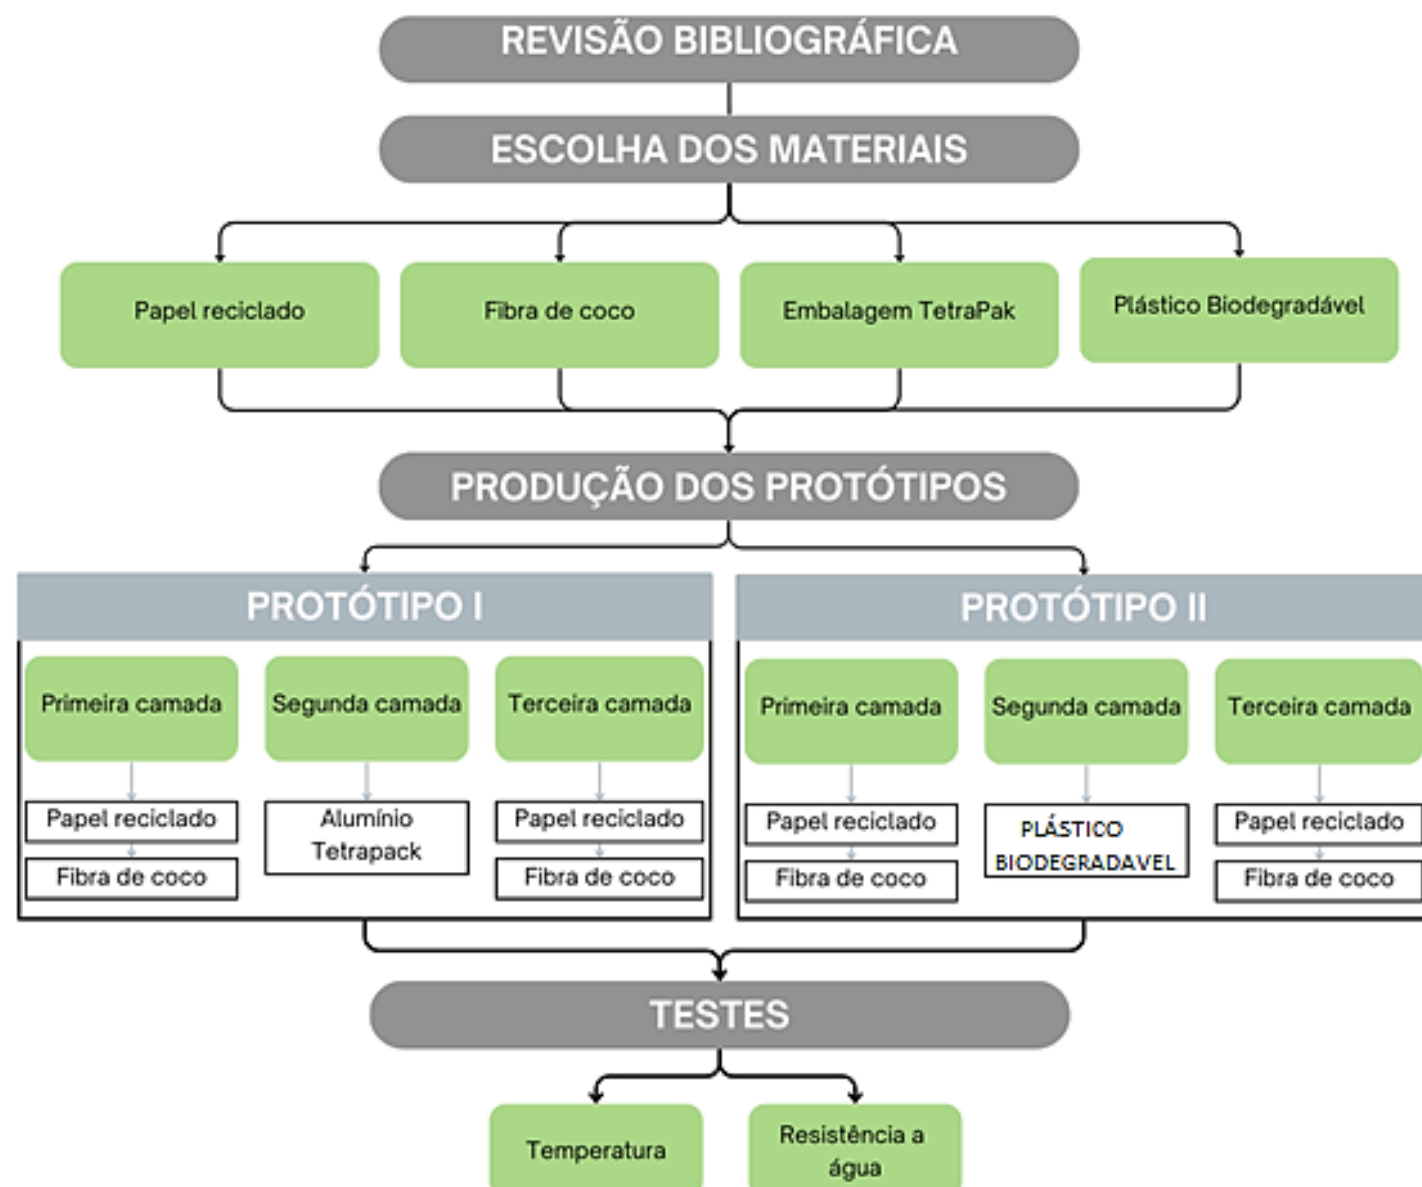 REVISÃO BIBLIOGRÁFICA
ESCOLHA DOS MATERIAIS
Papel reciclado
Fibra de coco
Embalagem TetraPak
Plástico Biodegradável
PRODUÇÃO DOS PROTÓTIPOS
PROTÓTIPO I
Primeira camada
Segunda camada
Terceira camada
Papel reciclado
Fibra de coco
Alumínio
Tetrapack
Papel reciclado
Fibra de coco
PROTÓTIPO II
Primeira camada
Segunda camada
Terceira camada
Papel reciclado
Fibra de coco
PLÁSTICO
BIODEGRADAVEL
Papel reciclado
Fibra de coco
TESTES
Temperatura
Resistência a
água